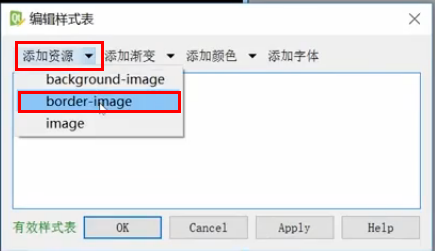 编辑样式表
添加资源 添加渐变 添加颜色 添加字体
background-image
border-image
image
有效样式表 OK Cancel Apply Help